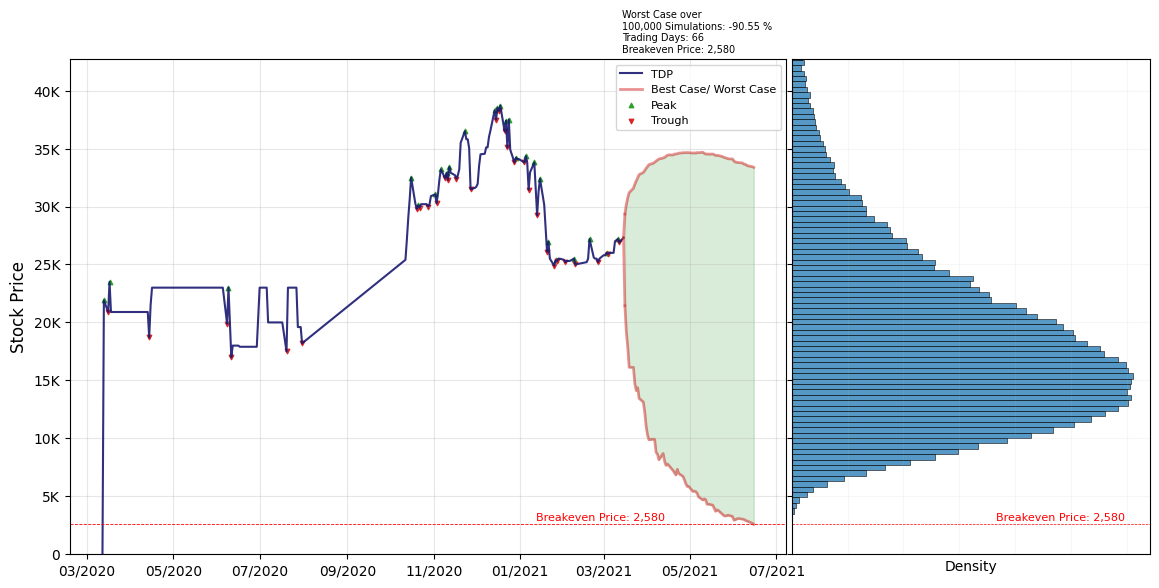 Worst Case over
100,000 Simulations: -90.55 %
Trading Days: 66
Breakeven Price: 2,580
TDP
Best Case/ Worst Case
Peak
Trough
Stock Price
40K
35K
30K
25K
20K
15K
10K
5K
0
Breakeven Price: 2,580
Breakeven Price: 2,580
03/2020 05/2020 07/2020 09/2020 11/2020 01/2021 03/2021 05/2021 07/2021
Density